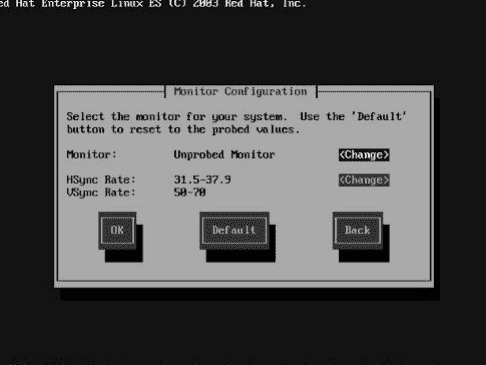 ed Hat Enterprise Linux ES (C) 2003 Red Hat, Inc.
Monitor Configuration
Select the monitor for your system.  Use the 'Default'
button to reset to the probed values.
Monitor: Unprobed Monitor <Change>
HSync Rate: 31.5-37.9 <Change>
VSync Rate: 50-70
OK Default Back